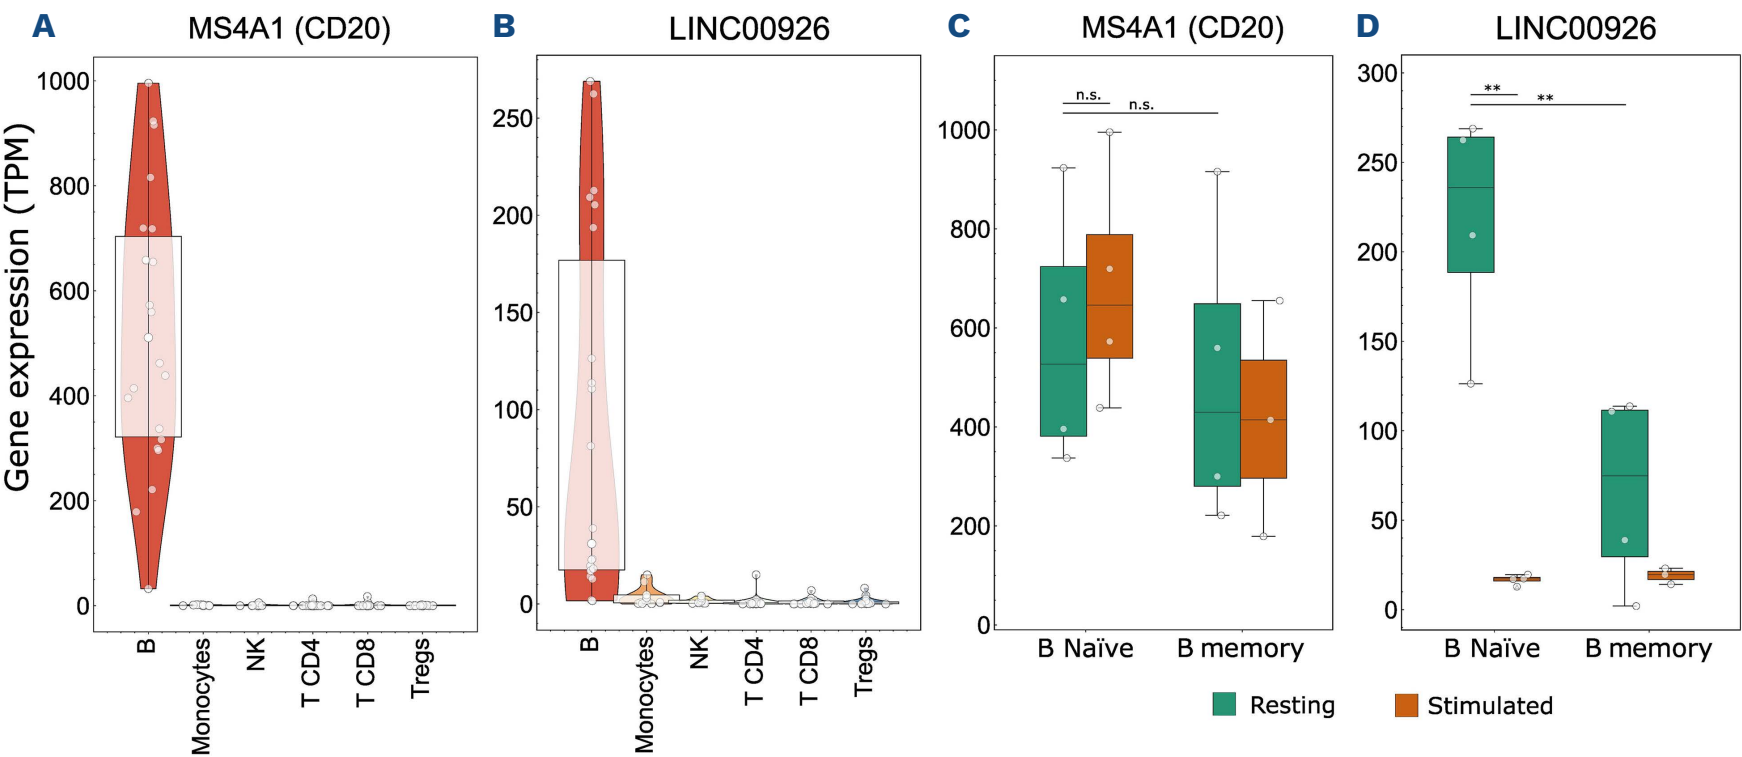 A
MS4A1 (CD20)
B
LINC00926
C
MS4A1 (CD20)
D
LINC00926
Gene expression (TPM)
1000
800
600
400
200
0
B
Monocytes
NK
T CD4
T CD8
Tregs
250
200
150
100
50
0
B
Monocytes
NK
T CD4
T CD8
Tregs
n.s.
n.s.
1000
800
600
400
200
0
B Naïve
B memory
**
**
300
250
200
150
100
50
0
B Naïve
B memory
Resting
Stimulated